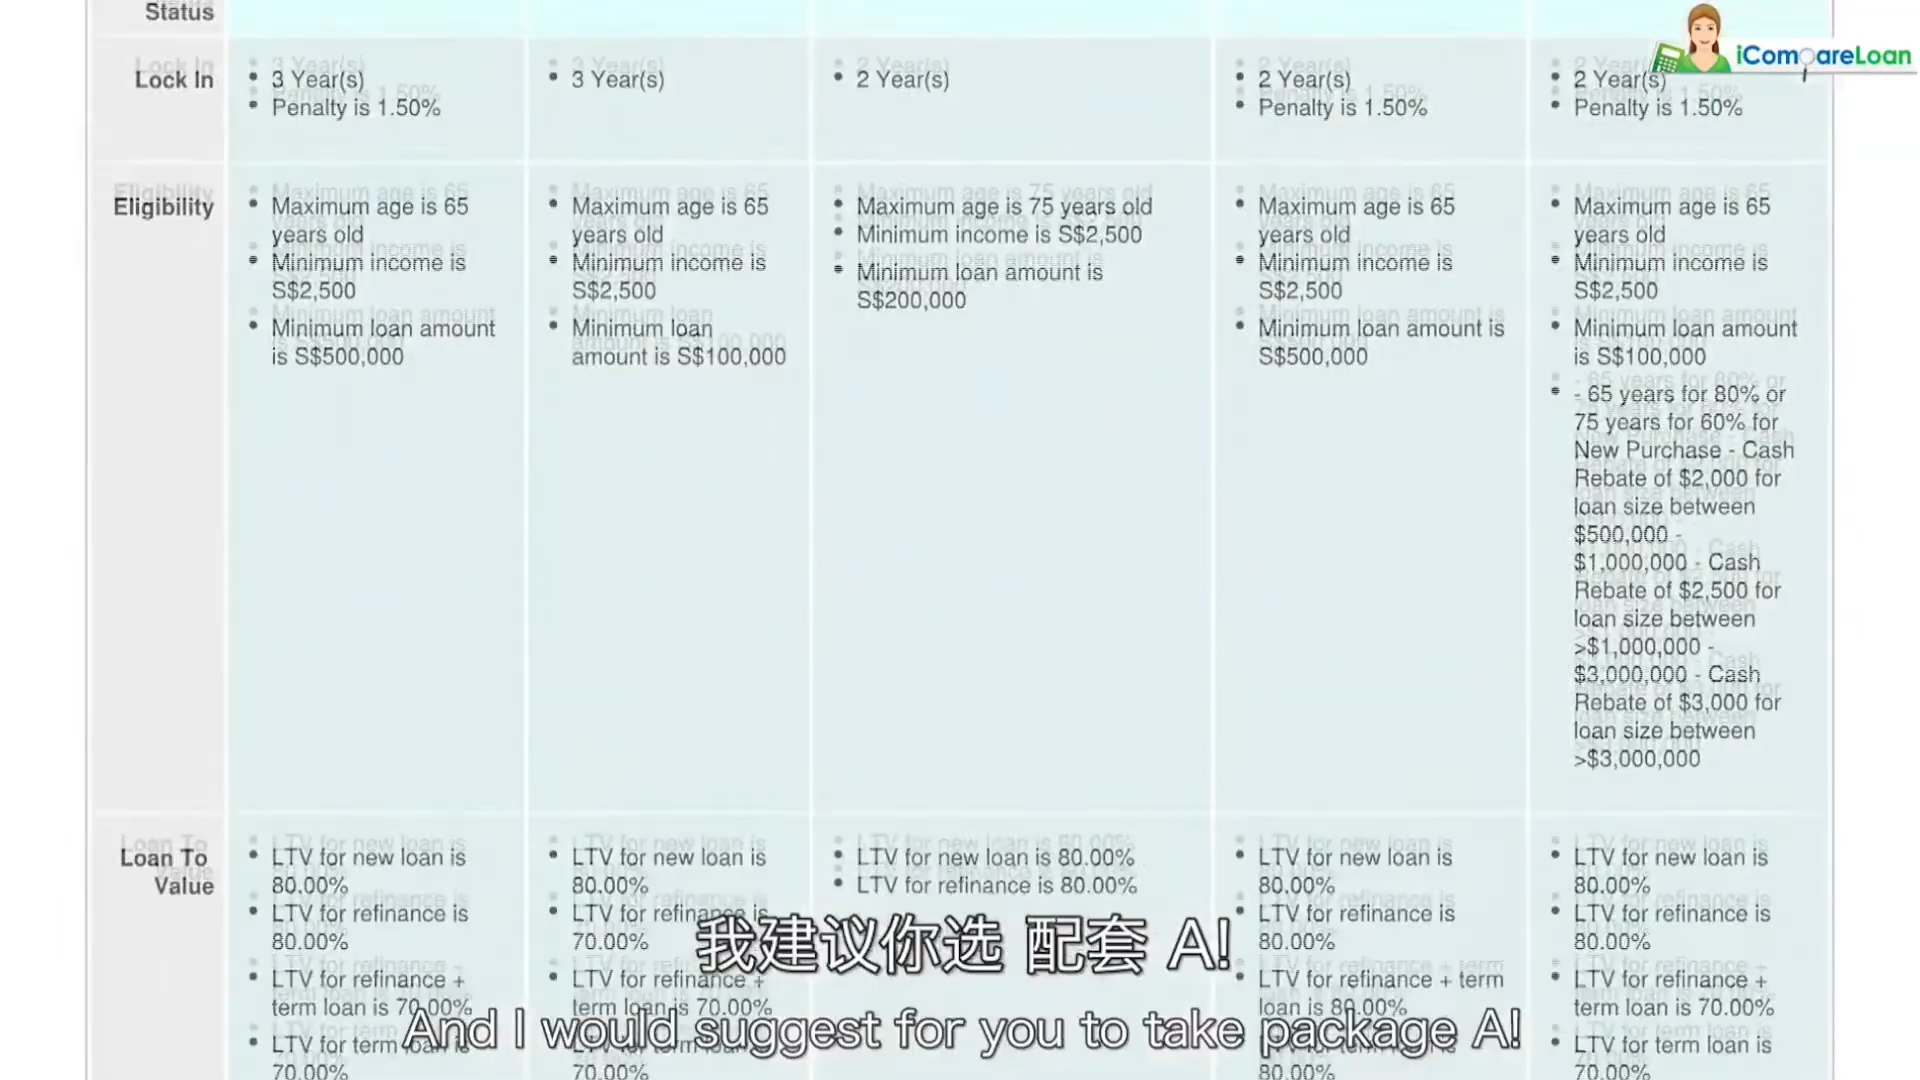 Status
iCompareLoan
Lock In
3 Year(s)
Penalty is 1.50%
3 Year(s)
2 Year(s)
2 Year(s)
Penalty is 1.50%
2 Year(s)
Penalty is 1.50%
Eligibility
Maximum age is 65
years old
Minimum income is
S$2,500
Minimum loan amount
is S$500,000
Maximum age is 65
years old
Minimum income is
S$2,500
Minimum loan
amount is S$100,000
Maximum age is 75 years old
Minimum income is S$2,500
Minimum loan amount is
S$200,000
Maximum age is 65
years old
Minimum income is
S$2,500
Minimum loan amount is
S$500,000
Maximum age is 65
years old
Minimum income is
S$2,500
Minimum loan amount
is S$100,000
- 65 years for 80% or
75 years for 60% for
New Purchase - Cash
Rebate of $2,000 for
loan size between
$500,000 -
$1,000,000 - Cash
Rebate of $2,500 for
loan size between
>$1,000,000 -
$3,000,000 - Cash
Rebate of $3,000 for
loan size between
>$3,000,000
Loan To
Value
LTV for new loan is
80.00%
LTV for refinance is
80.00%
LTV for refinance +
term loan is 70.00%
LTV for term loan is
70.00%
LTV for new loan is
80.00%
LTV for refinance is
70.00%
LTV for refinance +
term loan is 70.00%
LTV for term loan is
70.00%
LTV for new loan is 80.00%
LTV for refinance is 80.00%
LTV for new loan is
80.00%
LTV for refinance is
80.00%
LTV for refinance + term
loan is 80.00%
LTV for term loan is
80.00%
LTV for new loan is
80.00%
LTV for refinance is
80.00%
LTV for refinance +
term loan is 70.00%
LTV for term loan is
70.00%
我建议你选 配套 A!
And I would suggest for you to take package A!